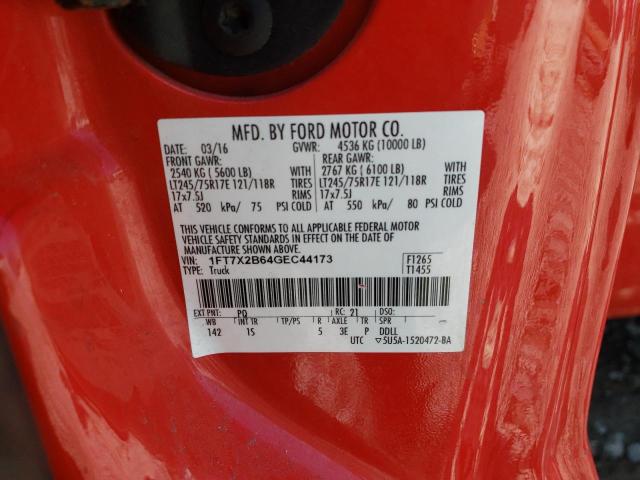 MFD. BY FORD MOTOR CO.
DATE: 03/16 GVWR: 4536 KG (10000 LB)
FRONT GAWR: REAR GAWR:
2540 KG (5600 LB) 2767 KG (6100 LB)
LT245/75R17E 121/118R TIRES LT245/75R17E 121/118R TIRES
17x7.5J RIMS 17x7.5J RIMS
AT 520 kPa/ 75 PSI COLD AT 550 kPa/ 80 PSI COLD
THIS VEHICLE CONFORMS TO ALL APPLICABLE FEDERAL MOTOR
VEHICLE SAFETY STANDARDS IN EFFECT ON THE DATE OF
MANUFACTURE SHOWN ABOVE.
VIN: 1FT7X2B64GEC44173 F1265
TYPE: Truck T1455
EXT PNT: PQ RC: 21 DSO:
WB INT TR TP/PS R AXLE TR SPR
142 1S 5 3E P DDLL
UTC ▽5U5A-1520472-BA